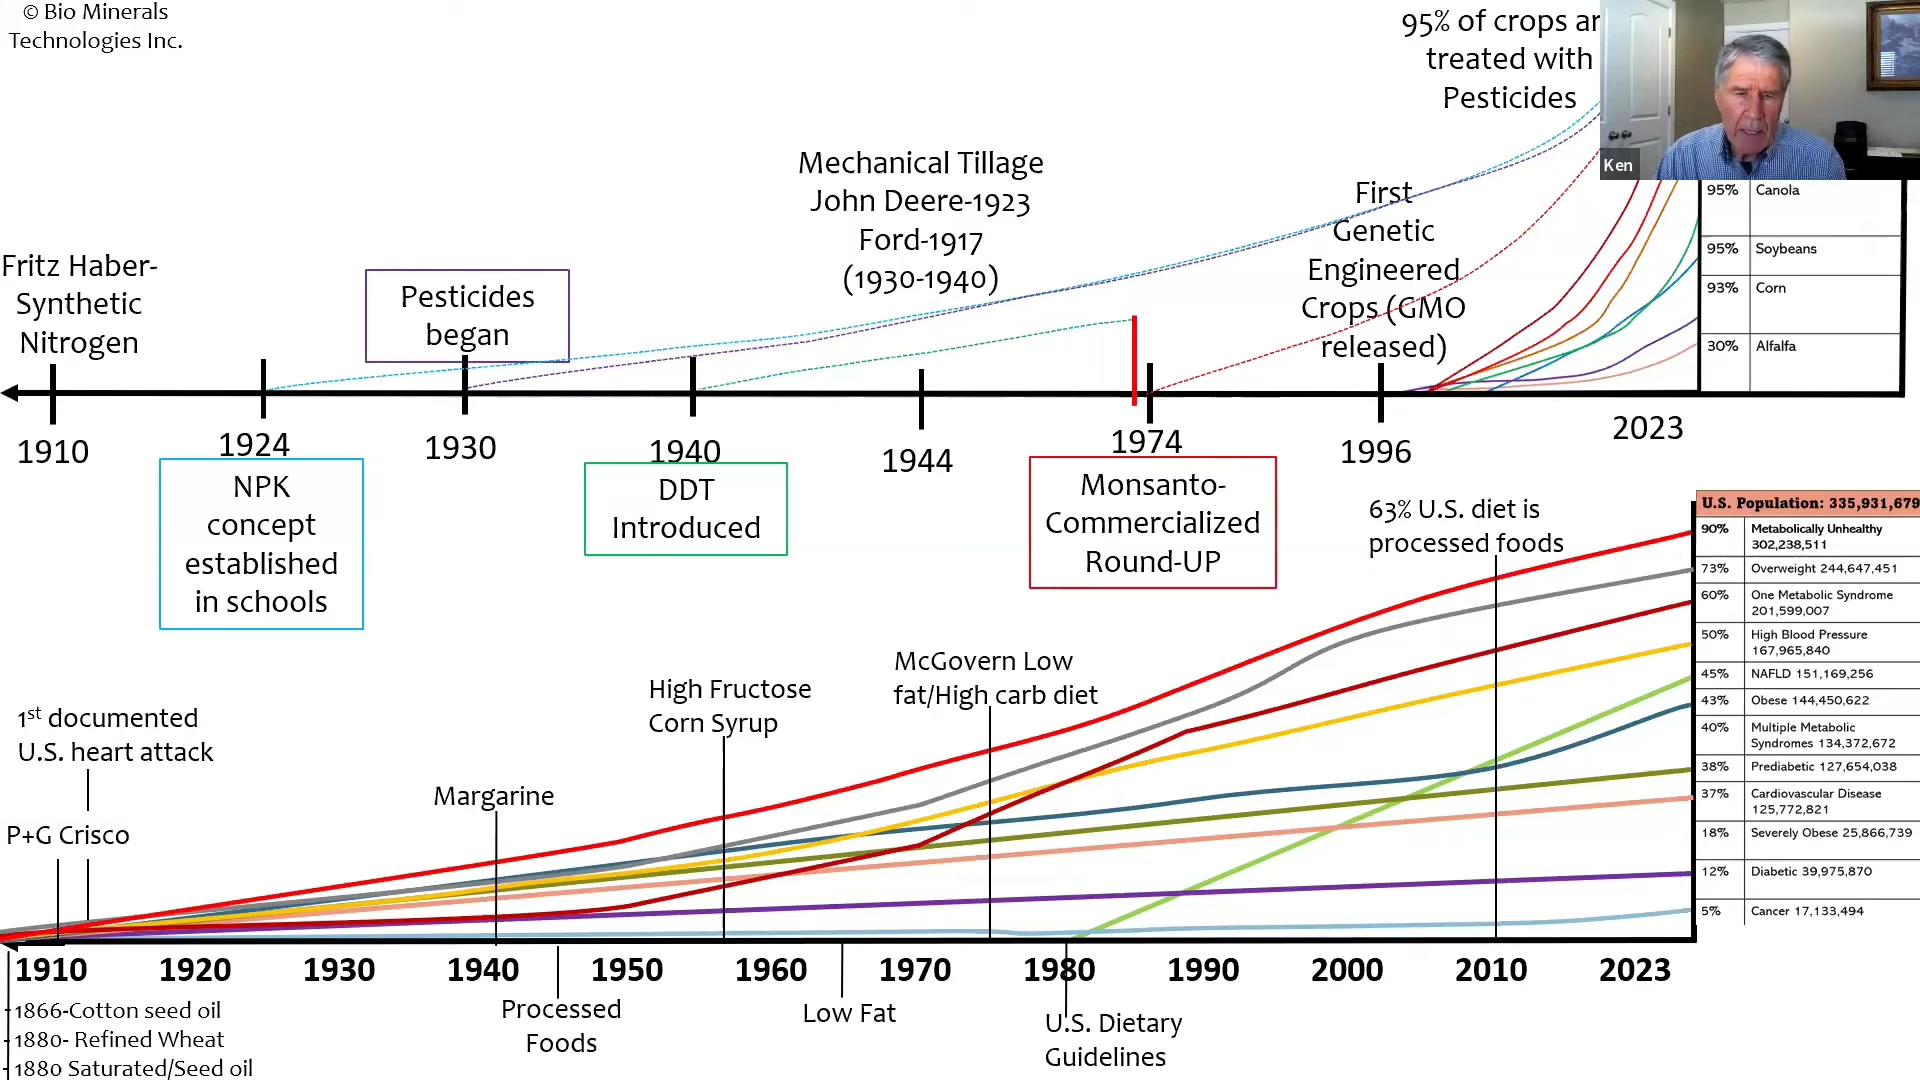 © Bio Minerals
Technologies Inc.
95% of crops ar
treated with
Pesticides
Ken
Mechanical Tillage
John Deere-1923
Ford-1917
(1930-1940)
First
Genetic
Engineered
Crops (GMO
released)
Fritz Haber-
Synthetic
Nitrogen
Pesticides
began
95% Canola
95% Soybeans
93% Corn
30% Alfalfa
1910
1924
1930
1940
1944
1974
1996
2023
NPK
concept
established
in schools
DDT
Introduced
Monsanto-
Commercialized
Round-UP
63% U.S. diet is
processed foods
U.S. Population: 335,931,679
90% Metabolically Unhealthy
302,238,511
73% Overweight 244,647,451
60% One Metabolic Syndrome
201,599,007
50% High Blood Pressure
167,965,840
45% NAFLD 151,169,256
43% Obese 144,450,622
40% Multiple Metabolic
Syndromes 134,372,672
38% Prediabetic 127,654,038
37% Cardiovascular Disease
125,772,821
18% Severely Obese 25,866,739
12% Diabetic 39,975,870
5% Cancer 17,133,494
McGovern Low
fat/High carb diet
High Fructose
Corn Syrup
1st documented
U.S. heart attack
Margarine
P+G Crisco
1910 1920 1930 1940 1950 1960 1970 1980 1990 2000 2010 2023
-1866-Cotton seed oil
-1880- Refined Wheat
-1880 Saturated/Seed oil
Processed
Foods
Low Fat
U.S. Dietary
Guidelines